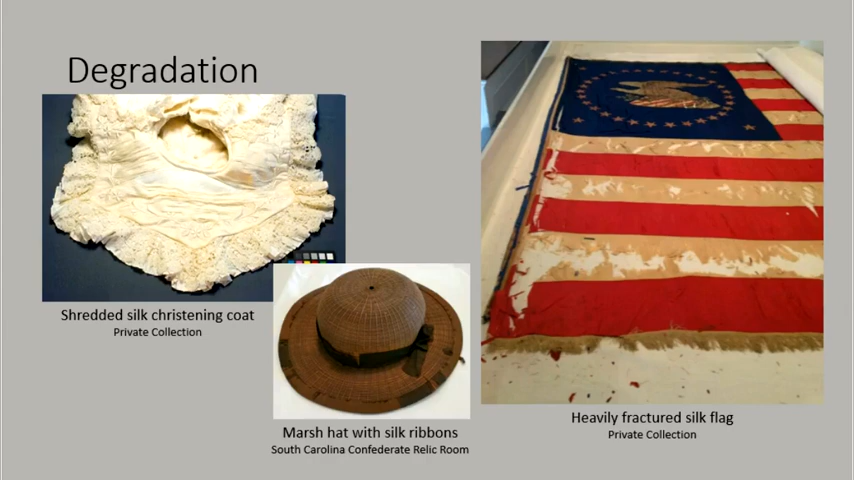 Degradation
Shredded silk christening coat
Private Collection
Marsh hat with silk ribbons
South Carolina Confederate Relic Room
Heavily fractured silk flag
Private Collection